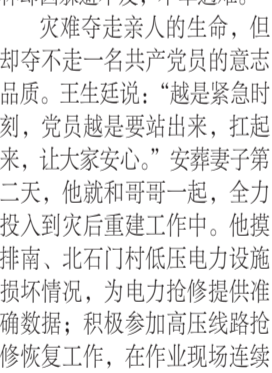 灾难夺走亲人的生命，但
却夺不走一名共产党员的意志
品质。王生廷说：“越是紧急时
刻，党员越是要站出来，扛起
来，让大家安心。”安葬妻子第
二天，他就和哥哥一起，全力
投入到灾后重建工作中。他摸
排南、北石门村低压电力设施
损坏情况，为电力抢修提供准
确数据；积极参加高压线路抢
修恢复工作，在作业现场连续